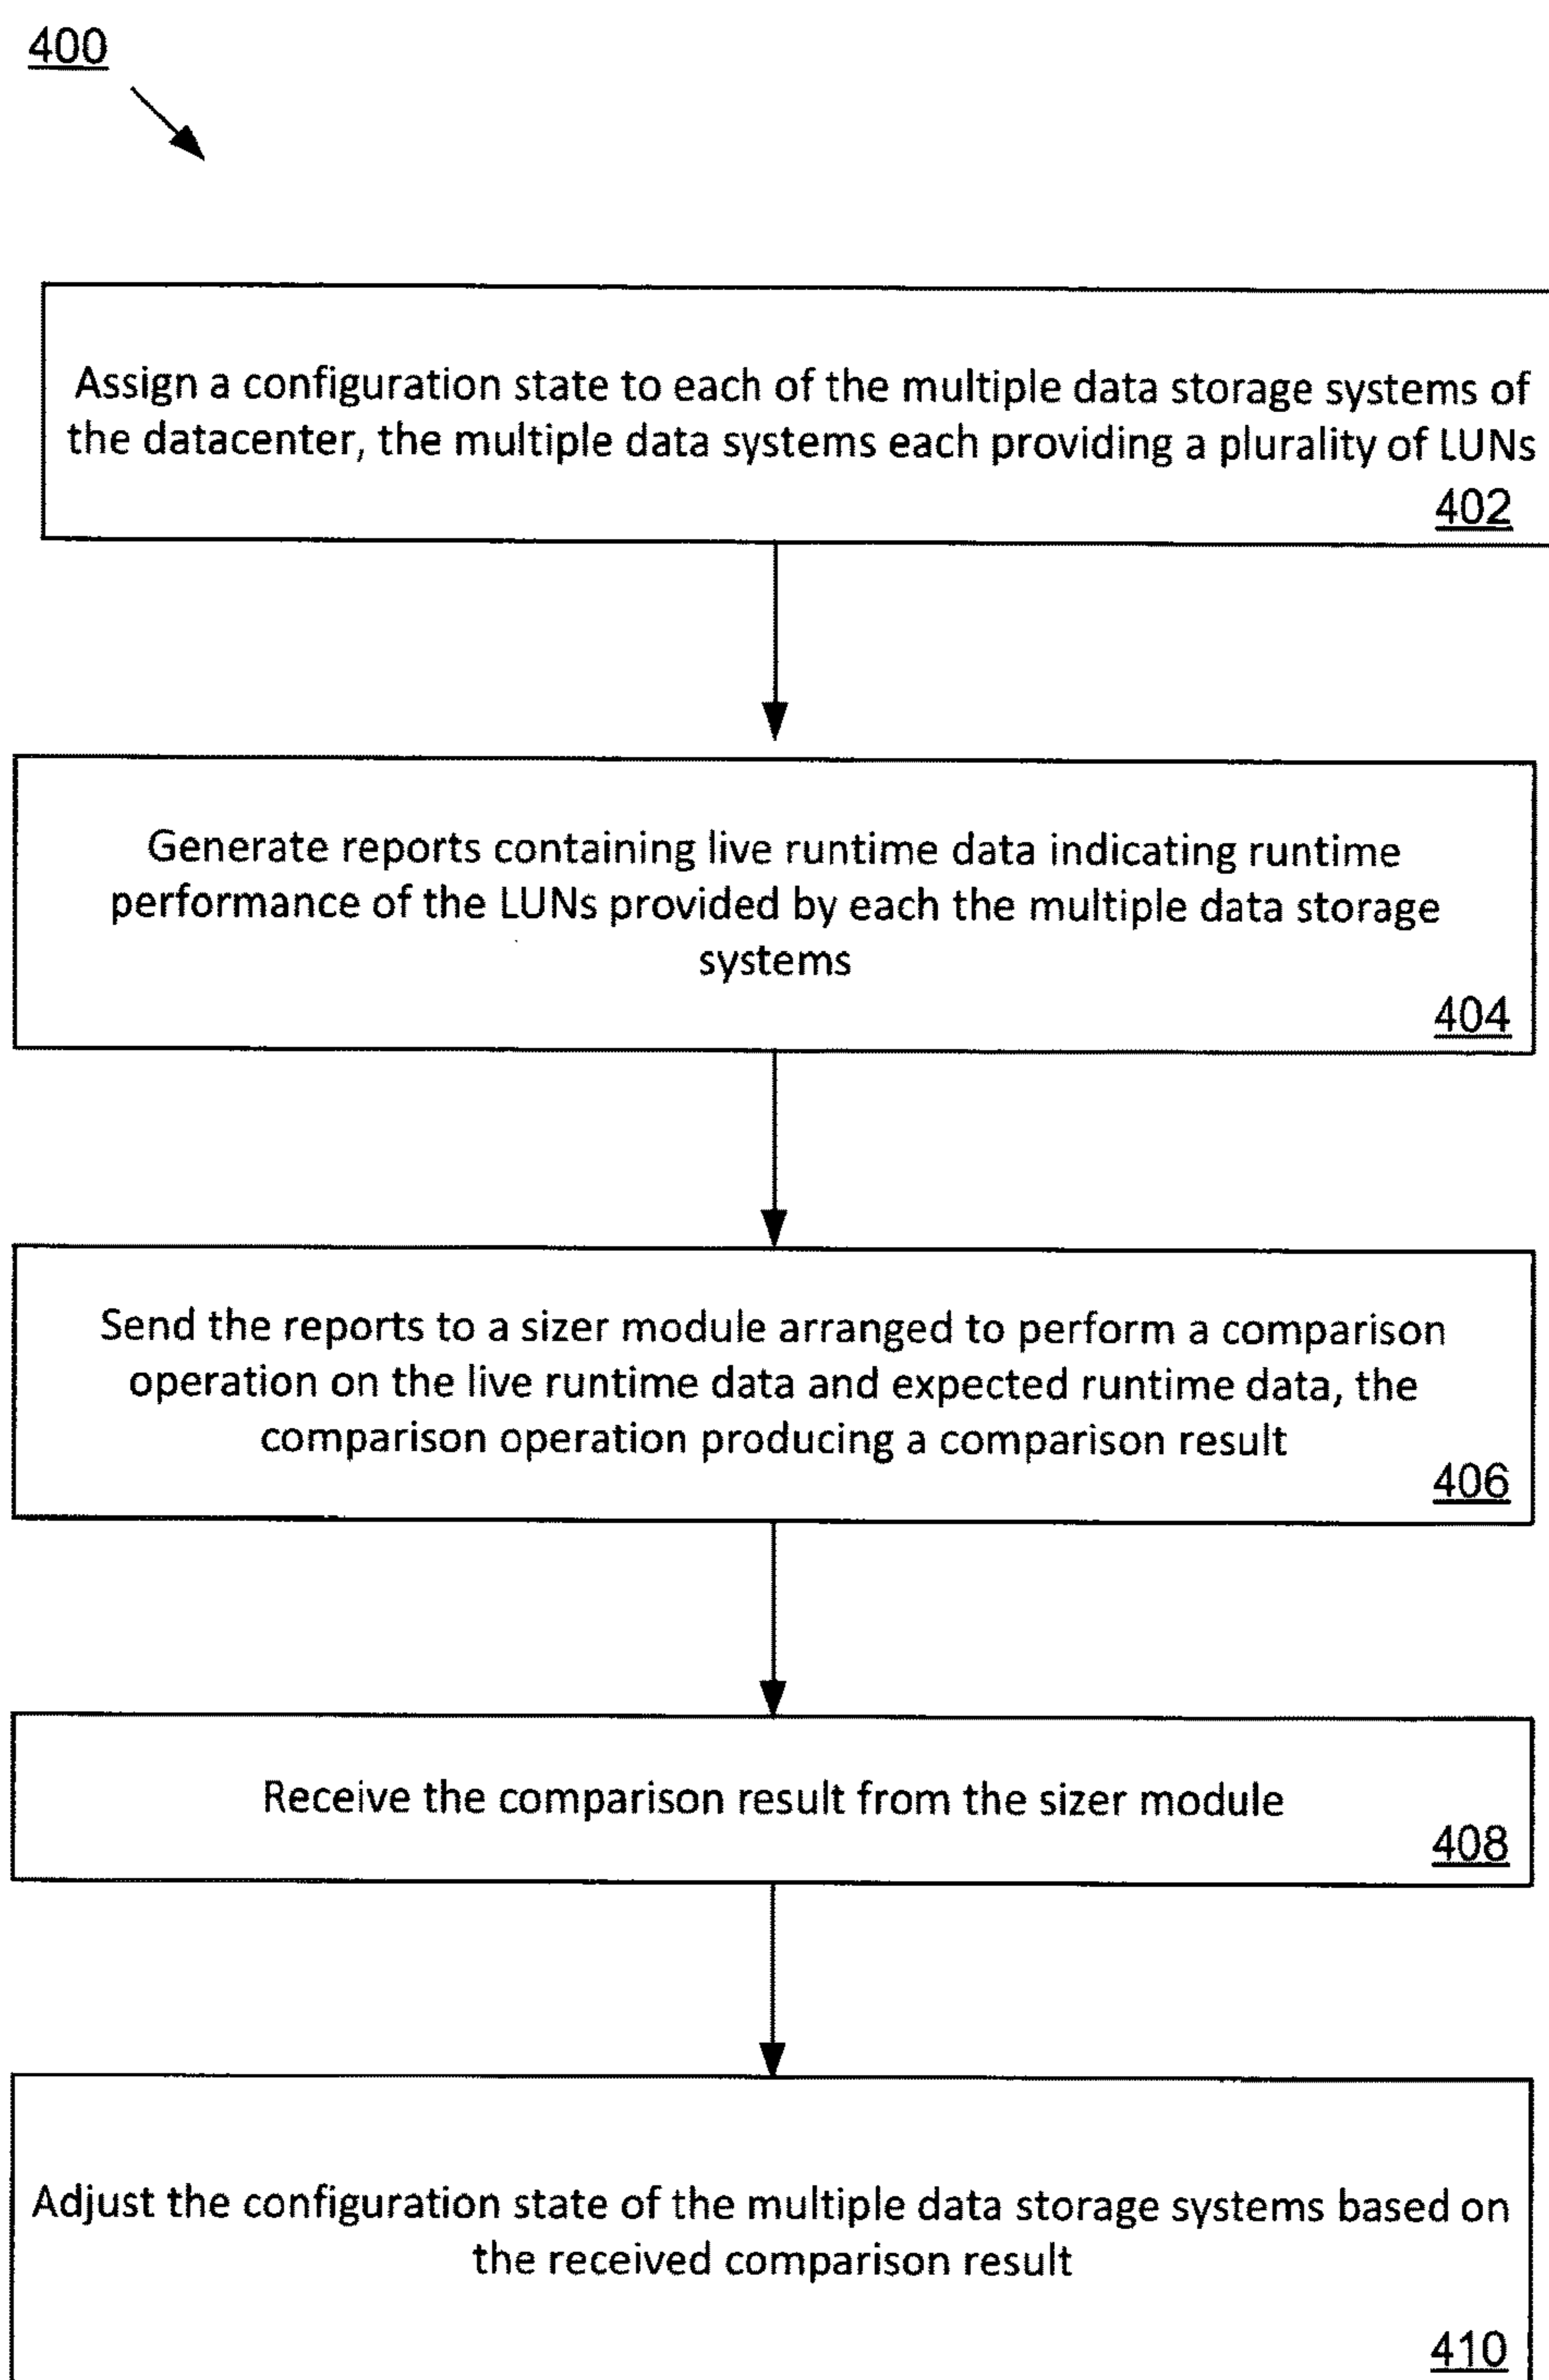 400
Assign a configuration state to each of the multiple data storage systems of
the datacenter, the multiple data systems each providing a plurality of LUNs
402
Generate reports containing live runtime data indicating runtime
performance of the LUNs provided by each the multiple data storage
systems
404
Send the reports to a sizer module arranged to perform a comparison
operation on the live runtime data and expected runtime data, the
comparison operation producing a comparison result
406
Receive the comparison result from the sizer module
408
Adjust the configuration state of the multiple data storage systems based on
the received comparison result
410